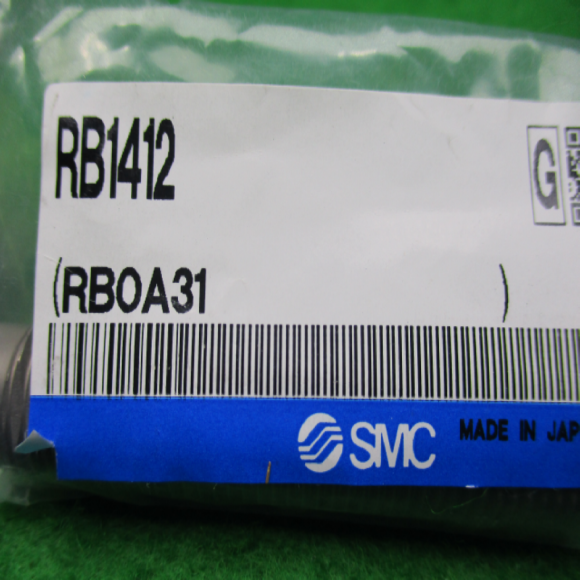 RB1412
G
(RBOA31 )
SMC MADE IN JAP